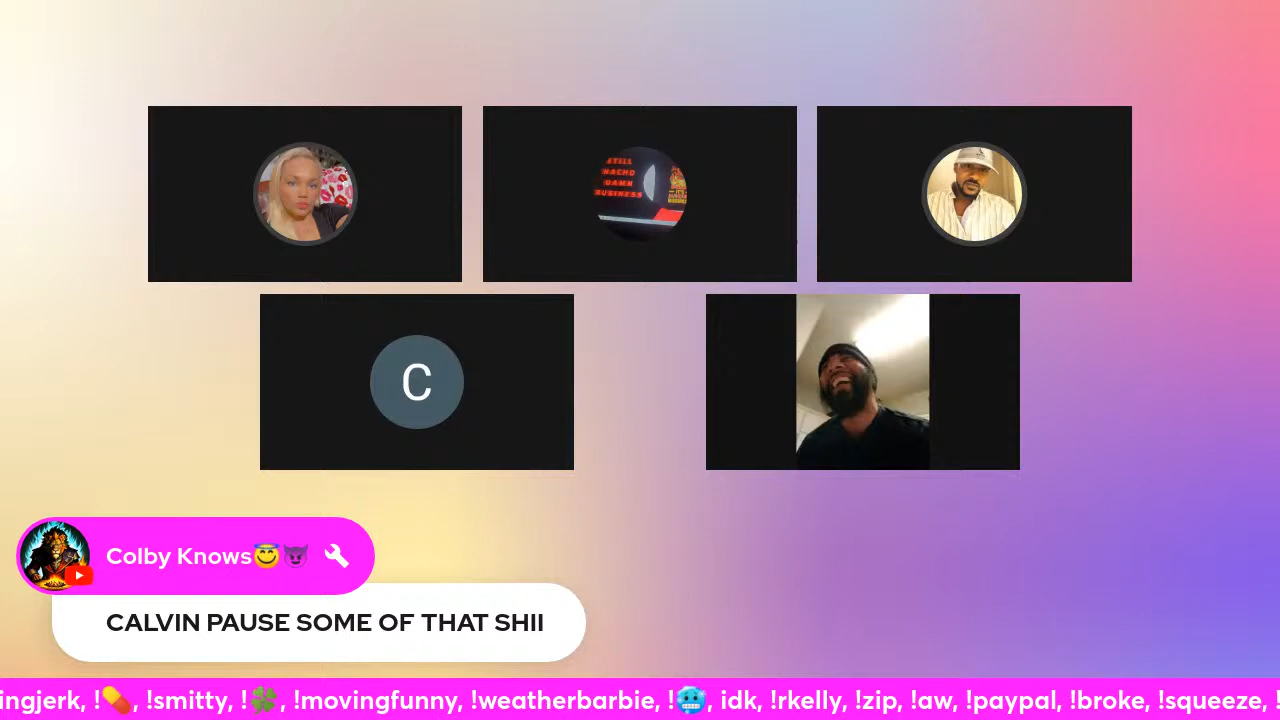 STILL
NACHO
DAMN
BUSINESS
C
Colby Knows😇😈
CALVIN PAUSE SOME OF THAT SHII
ingjerk, !💊, !smitty, !🍀, !movingfunny, !weatherbarbie, !🥶, idk, !rkelly, !zip, !aw, !paypal, !broke, !squeeze, !